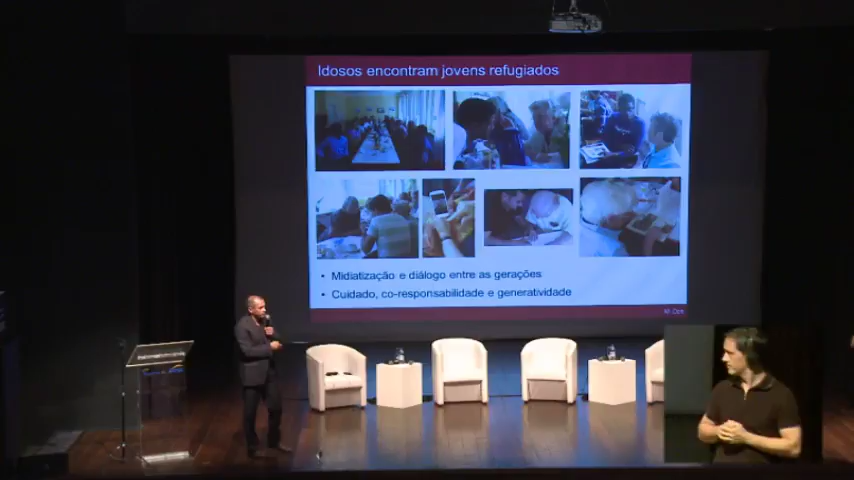 Idosos encontram jovens refugiados
• Midiatização e diálogo entre as gerações
• Cuidado, co-responsabilidade e generatividade